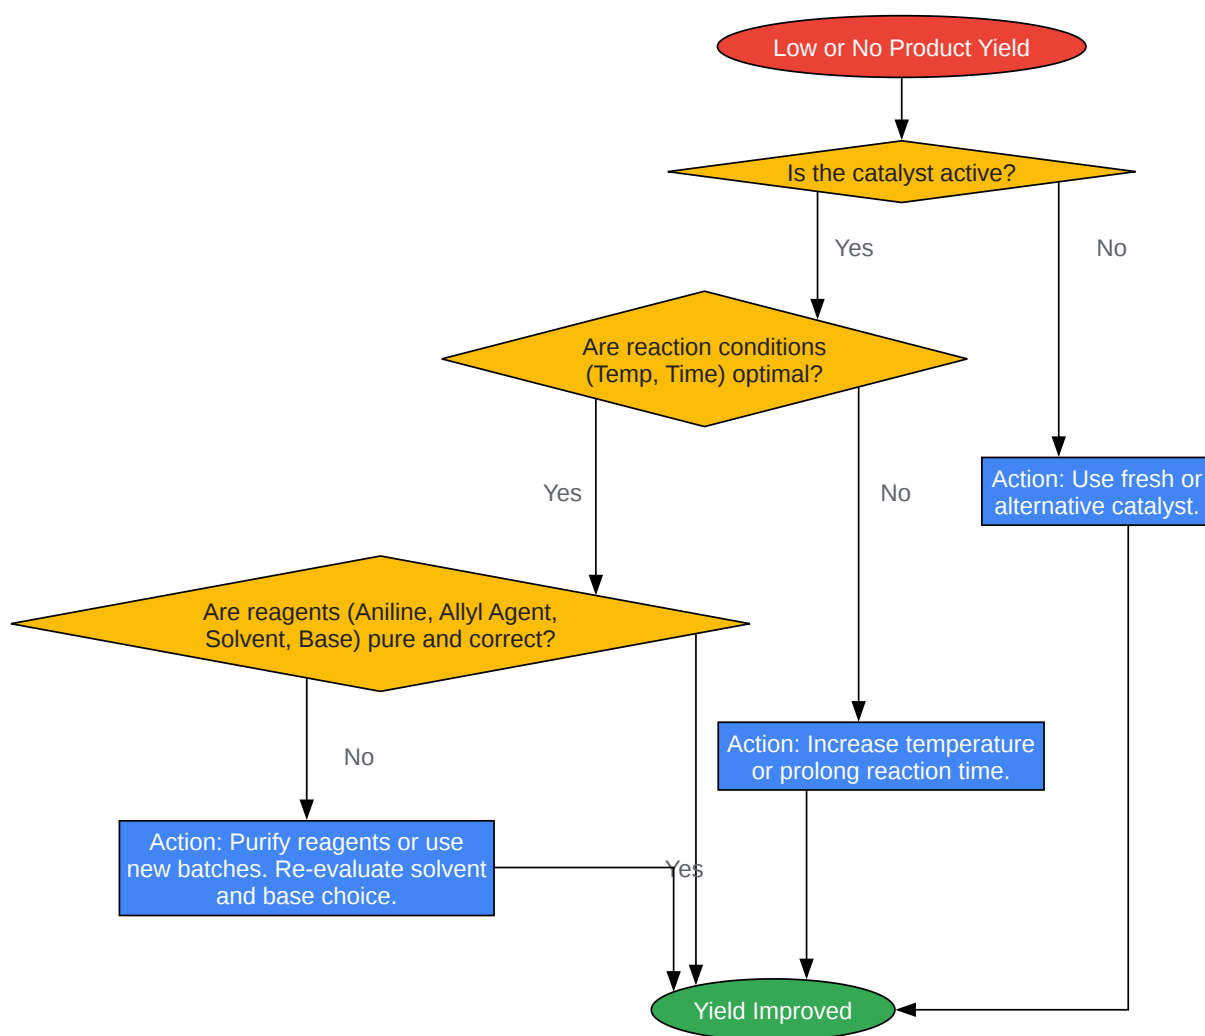 Low or No Product Yield
Is the catalyst active?
Yes
No
Are reaction conditions
(Temp, Time) optimal?
Yes
No
Action: Use fresh or
alternative catalyst.
Are reagents (Aniline, Allyl Agent,
Solvent, Base) pure and correct?
No
Action: Increase temperature
or prolong reaction time.
Action: Purify reagents or use
new batches. Re-evaluate solvent
and base choice.
Yes
Yield Improved